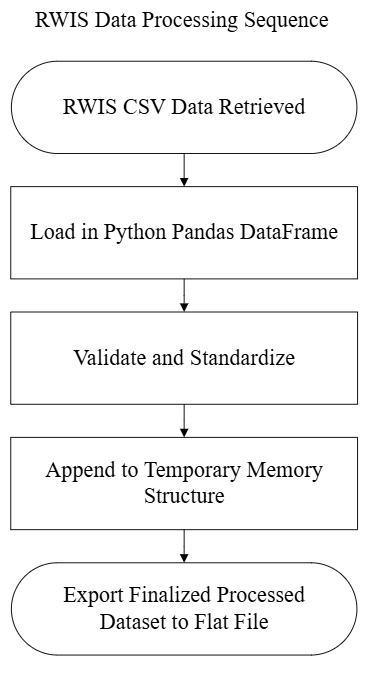 RWIS Data Processing Sequence
RWIS CSV Data Retrieved
Load in Python Pandas DataFrame
Validate and Standardize
Append to Temporary Memory
Structure
Export Finalized Processed
Dataset to Flat File